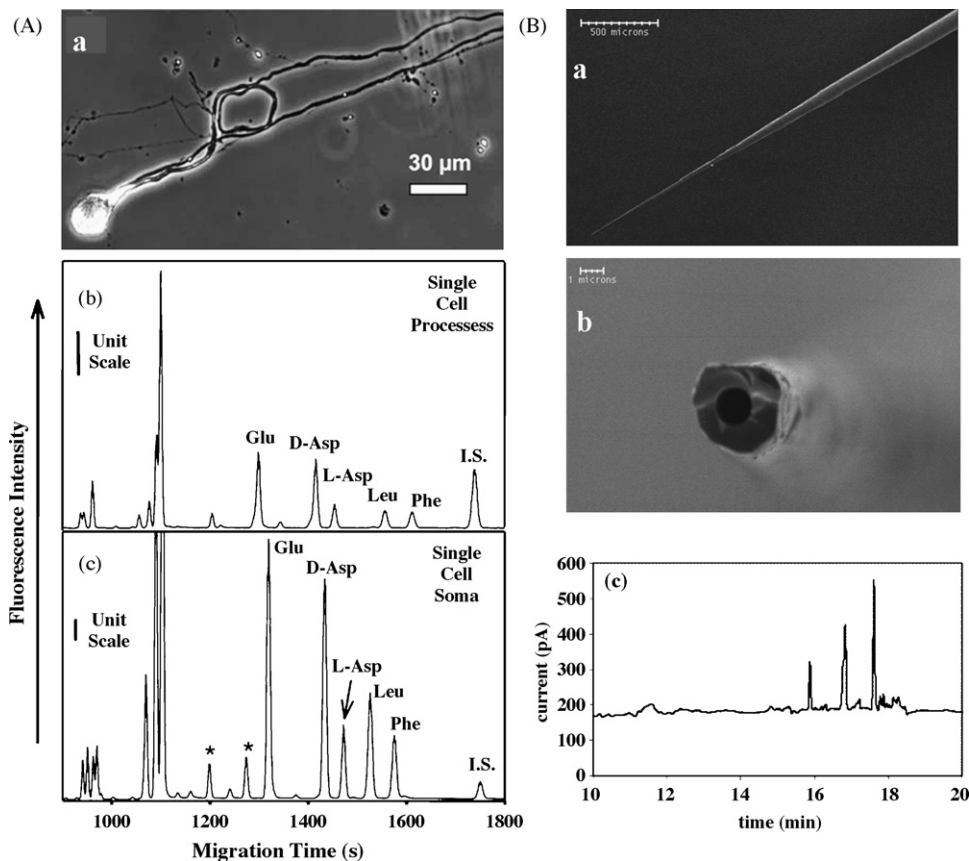 (A)
a
30 µm
(b)
Unit
Scale
Single
Cell
Processess
Glu
D-Asp
L-Asp
Leu
Phe
I.S.
(c)
Unit
Scale
Single
Cell
Soma
Glu
D-Asp
L-Asp
Leu
Phe
I.S.
*
*
Fluorescence Intensity
1000 1200 1400 1600 1800
Migration Time (s)
(B)
500 microns
a
1 microns
b
(c)
600
500
400
300
200
100
0
current (pA)
10 12 14 16 18 20
time (min)